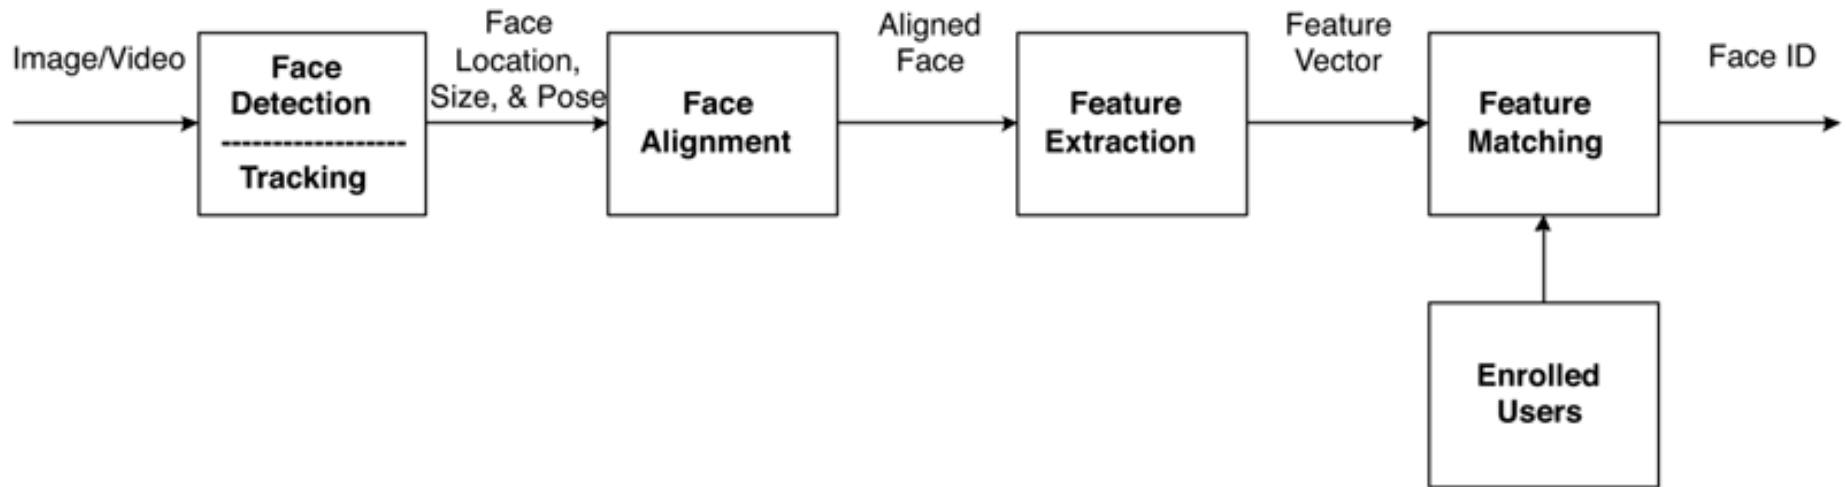 Image/Video
Face
Detection
Tracking
Face
Location,
Size, & Pose
Face
Alignment
Aligned
Face
Feature
Extraction
Feature
Vector
Feature
Matching
Face ID
Enrolled
Users